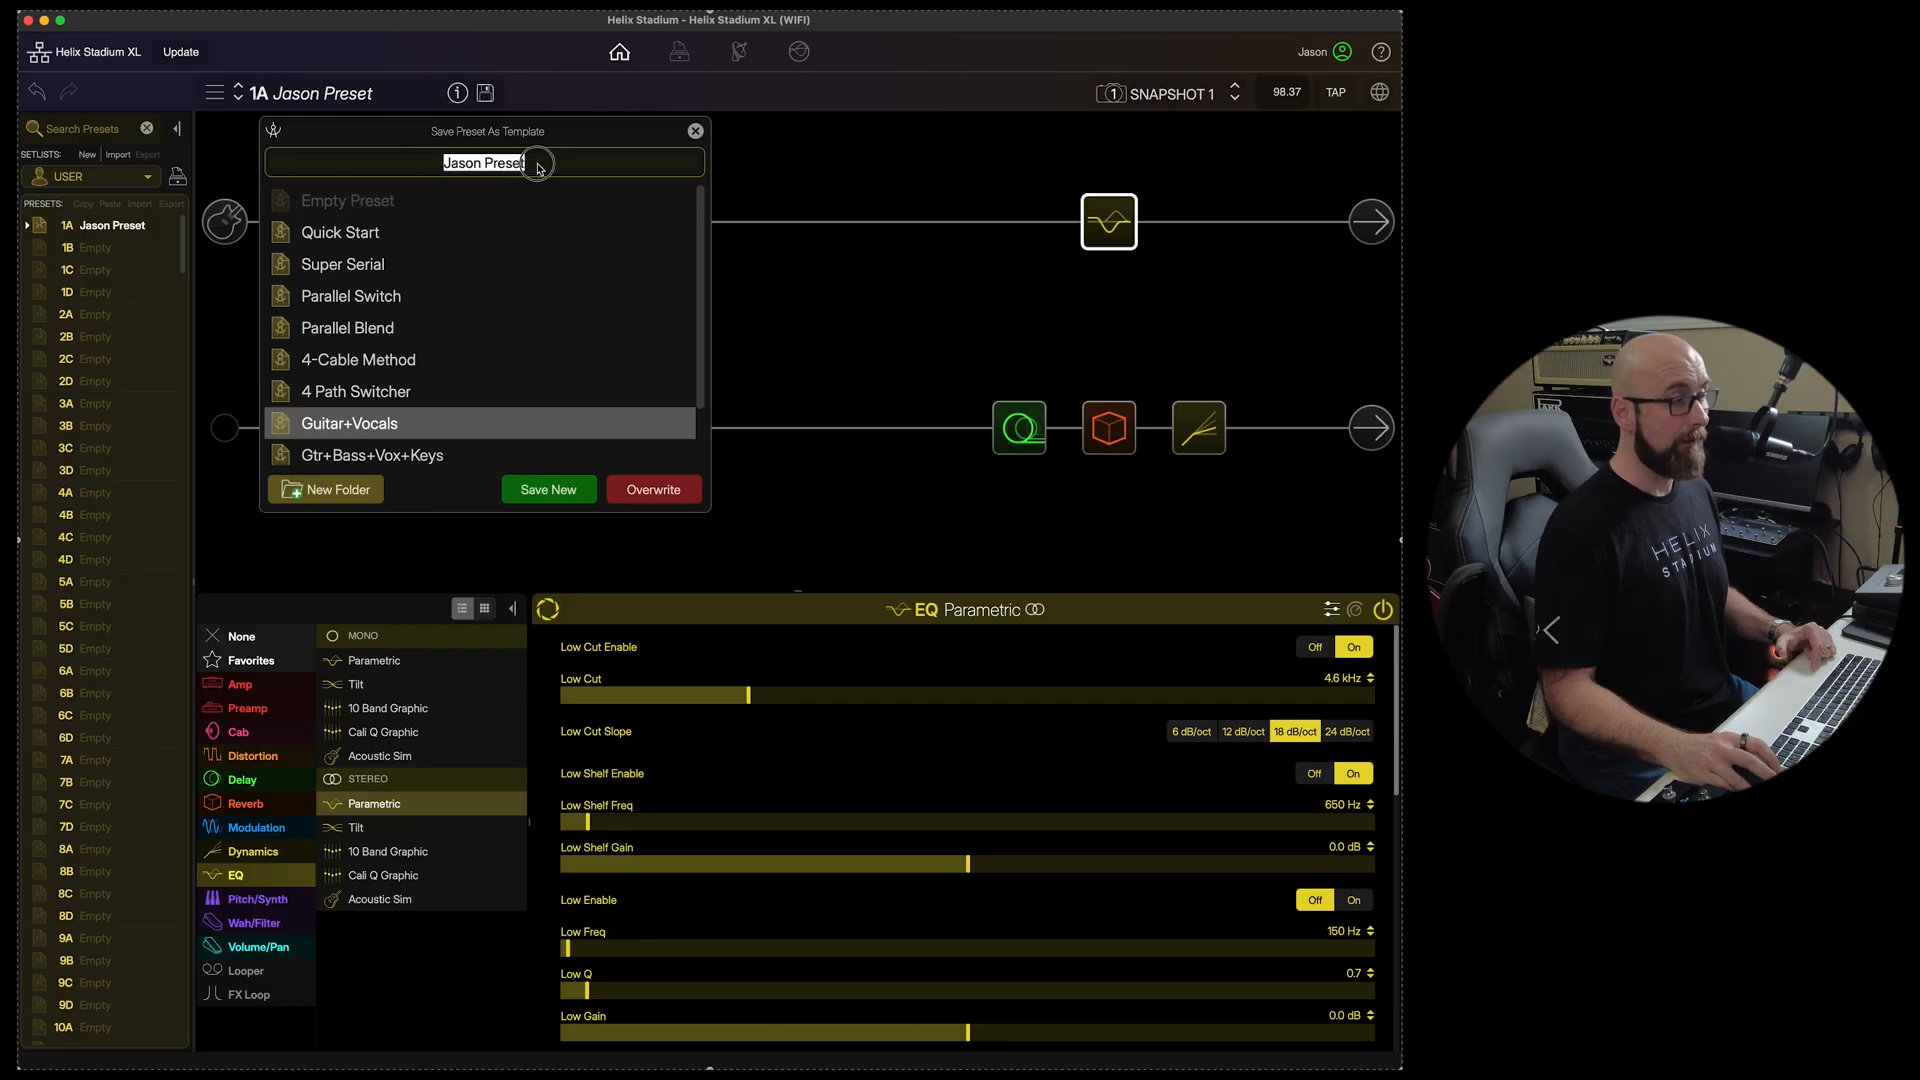 Helix Stadium - Helix Stadium XL (WIFI)
Helix Stadium XL
Update
Jason
1A Jason Preset
1 SNAPSHOT 1
98.37
TAP
Search Presets
SETLISTS: New Import Export
USER
PRESETS: Copy Paste Import Export
1A Jason Preset
1B Empty
1C Empty
1D Empty
2A Empty
2B Empty
2C Empty
2D Empty
3A Empty
3B Empty
3C Empty
3D Empty
4A Empty
4B Empty
4C Empty
4D Empty
5A Empty
5B Empty
5C Empty
5D Empty
6A Empty
6B Empty
6C Empty
6D Empty
7A Empty
7B Empty
7C Empty
7D Empty
8A Empty
8B Empty
8C Empty
8D Empty
9A Empty
9B Empty
9C Empty
9D Empty
10A Empty
Save Preset As Template
Jason Preset
Empty Preset
Quick Start
Super Serial
Parallel Switch
Parallel Blend
4-Cable Method
4 Path Switcher
Guitar+Vocals
Gtr+Bass+Vox+Keys
New Folder
Save New
Overwrite
None
Favorites
Amp
Preamp
Cab
Distortion
Delay
Reverb
Modulation
Dynamics
EQ
Pitch/Synth
Wah/Filter
Volume/Pan
Looper
FX Loop
MONO
Parametric
Tilt
10 Band Graphic
Cali Q Graphic
Acoustic Sim
STEREO
Parametric
Tilt
10 Band Graphic
Cali Q Graphic
Acoustic Sim
EQ Parametric
Low Cut Enable Off On
Low Cut 4.6 kHz
Low Cut Slope 6 dB/oct 12 dB/oct 18 dB/oct 24 dB/oct
Low Shelf Enable Off On
Low Shelf Freq 650 Hz
Low Shelf Gain 0.0 dB
Low Enable Off On
Low Freq 150 Hz
Low Q 0.7
Low Gain 0.0 dB
HELIX
STADIUM